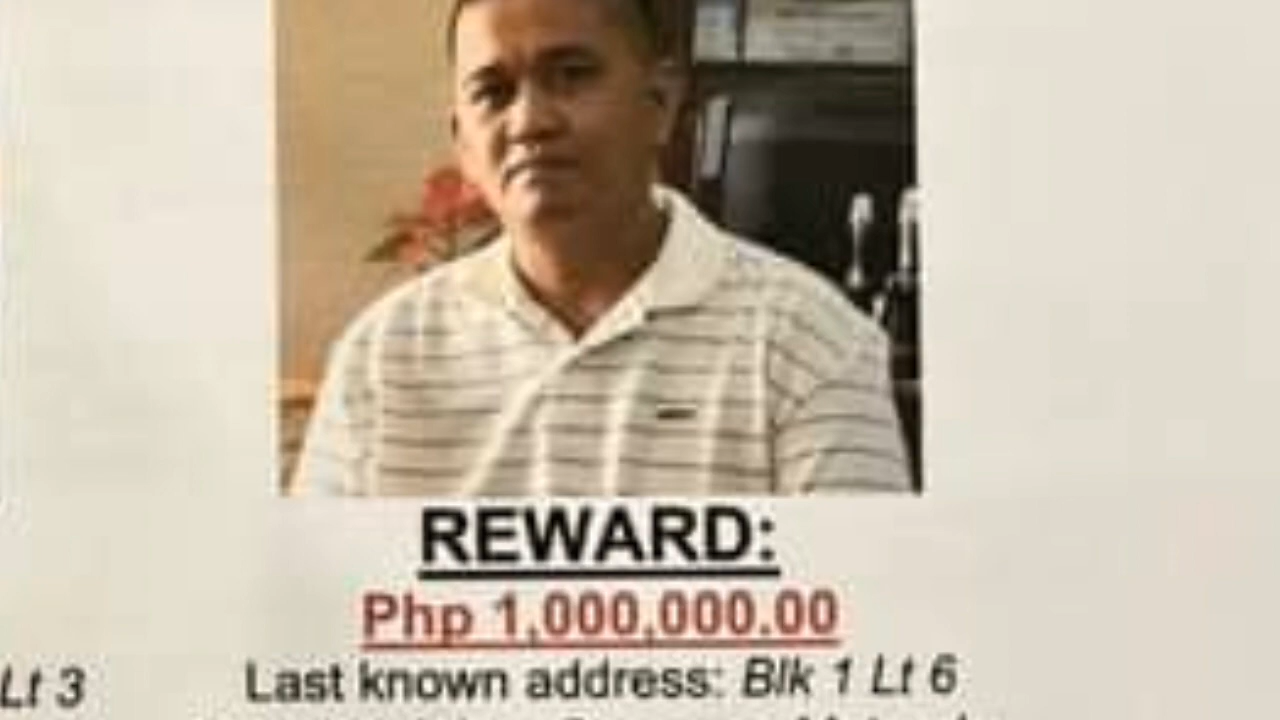 REWARD:
Php 1,000,000.00
Lt 3
Last known address: Blk 1 Lt 6